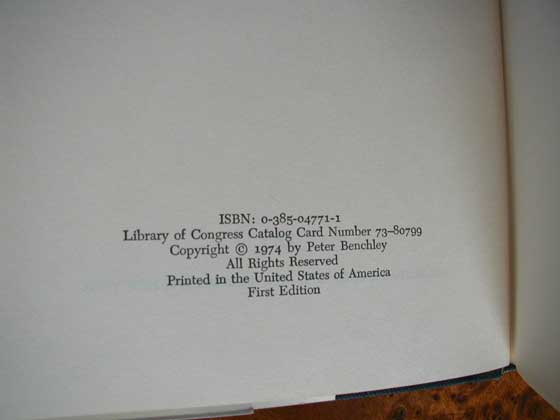 ISBN: 0-385-04771-1
Library of Congress Catalog Card Number 73–80799
Copyright © 1974 by Peter Benchley
All Rights Reserved
Printed in the United States of America
First Edition